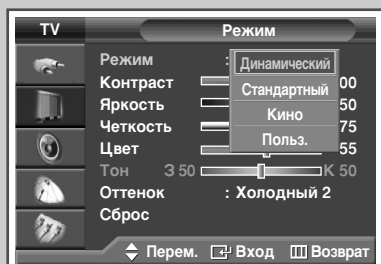 TV Режим
Режим :
Динамический
Контраст 00
Стандартный
Яркость 50
Кино
Четкость 75
Польз.
Цвет 55
Тон З 50 К 50
Оттенок : Холодный 2
Сброс
Перем. Вход Возврат